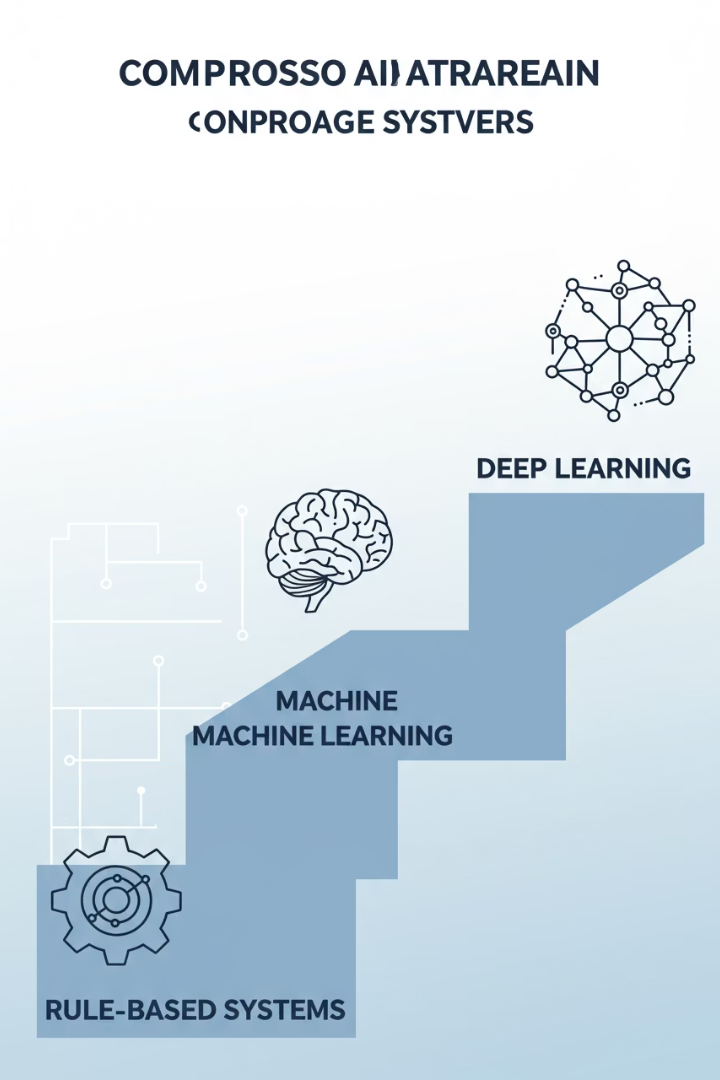 COMPROSSO AI) ATRAREAIN
CONPROAGE SYSTVERS
DEEP LEARNING
MACHINE
MACHINE LEARNING
RULE-BASED SYSTEMS